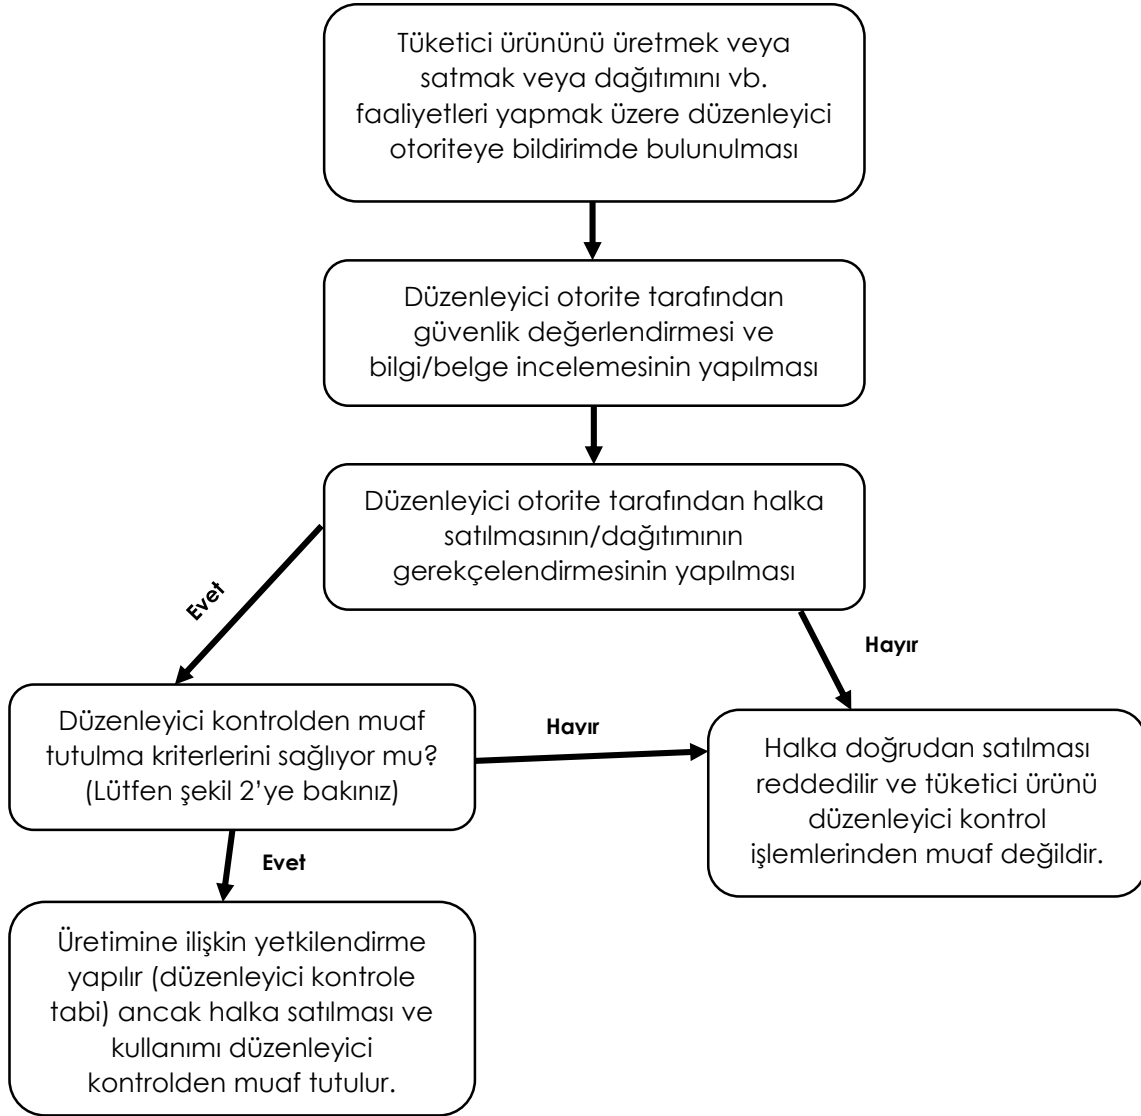 Tüketici ürününü üretmek veya
satmak veya dağıtımını vb.
faaliyetleri yapmak üzere düzenleyici
otoriteye bildirimde bulunulması
Düzenleyici otorite tarafından
güvenlik değerlendirmesi ve
bilgi/belge incelemesinin yapılması
Düzenleyici otorite tarafından halka
satılmasının/dağıtımının
gerekçelendirmesinin yapılması
Evet
Hayır
Düzenleyici kontrolden muaf
tutulma kriterlerini sağlıyor mu?
(Lütfen şekil 2’ye bakınız)
Hayır
Halka doğrudan satılması
reddedilir ve tüketici ürünü
düzenleyici kontrol
işlemlerinden muaf değildir.
Evet
Üretimine ilişkin yetkilendirme
yapılır (düzenleyici kontrole
tabi) ancak halka satılması ve
kullanımı düzenleyici
kontrolden muaf tutulur.